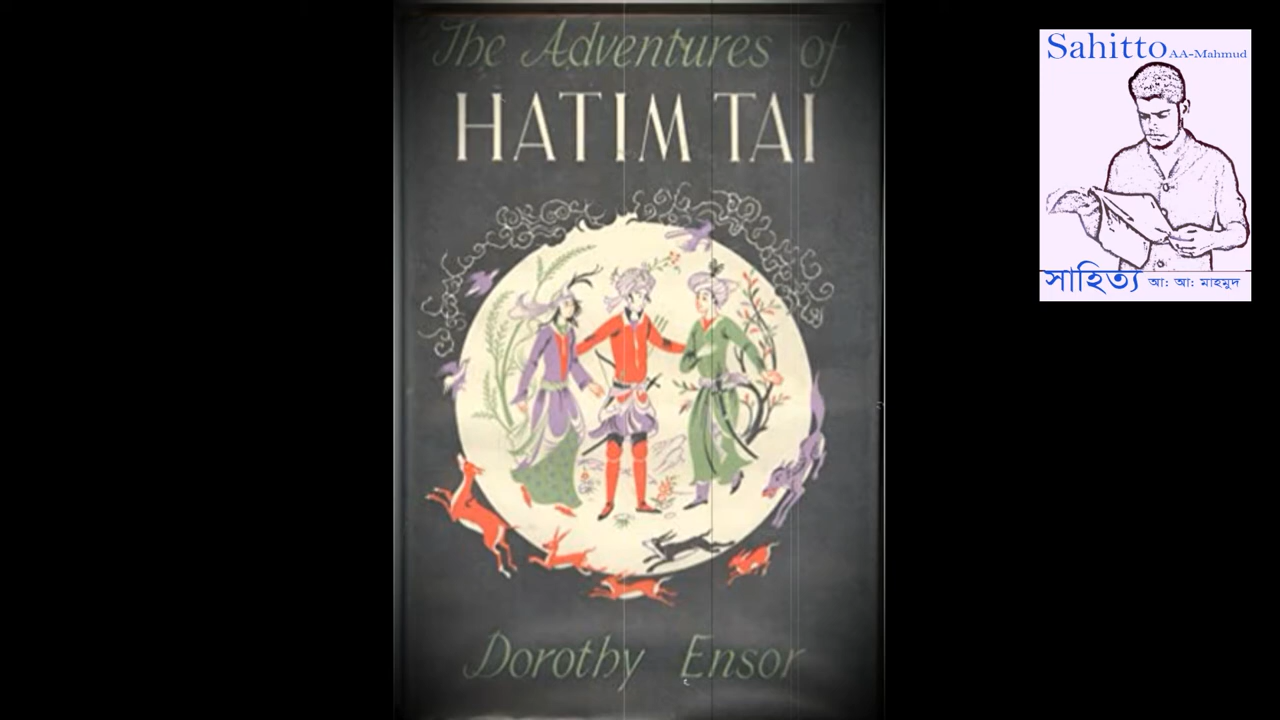 The Adventures of
HATIM TAI
Dorothy Ensor
Sahitto AA-Mahmud
সাহিত্য আ: আ: মাহমুদ